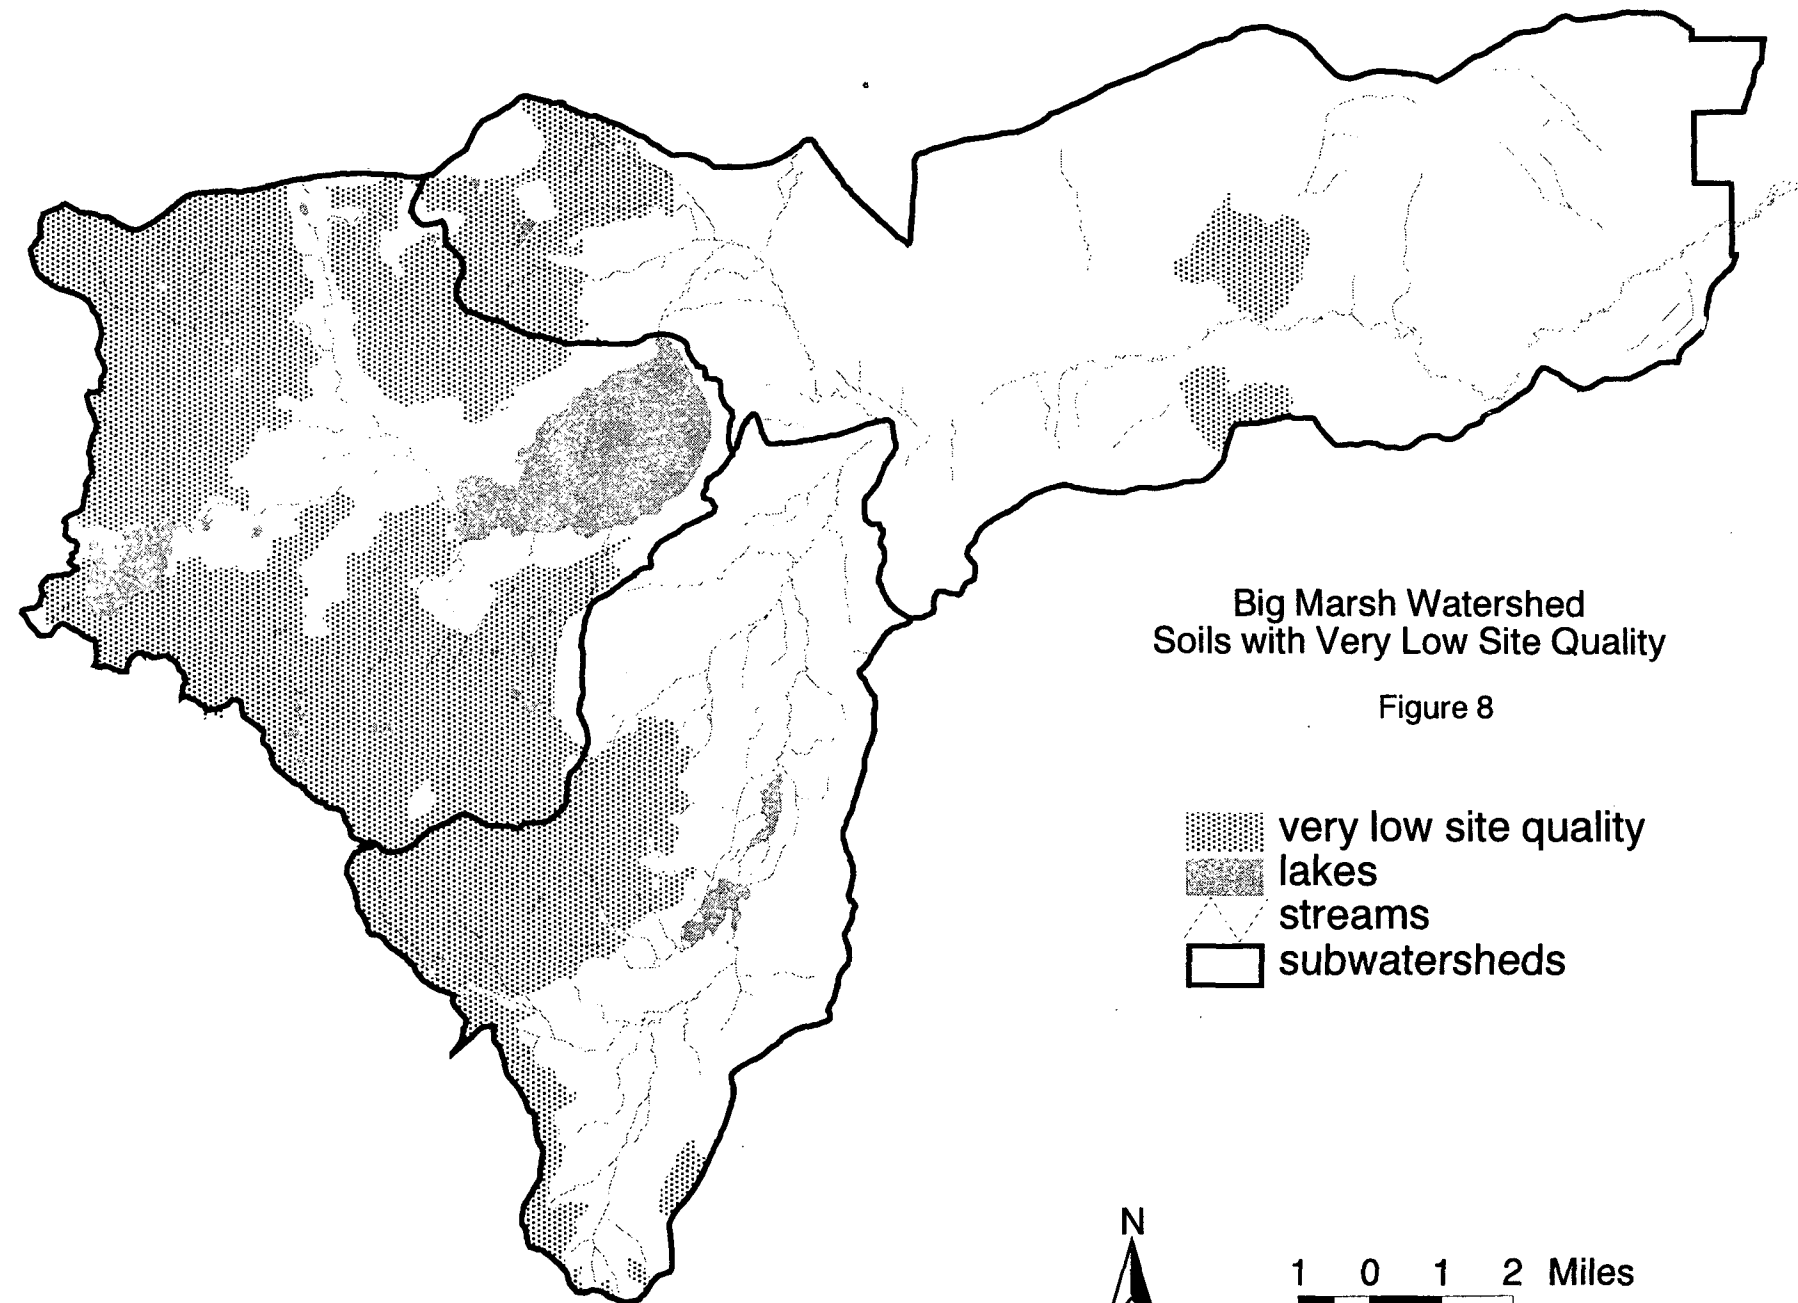 Big Marsh Watershed
Soils with Very Low Site Quality
Figure 8
very low site quality
lakes
streams
subwatersheds
N
1 0 1 2 Miles